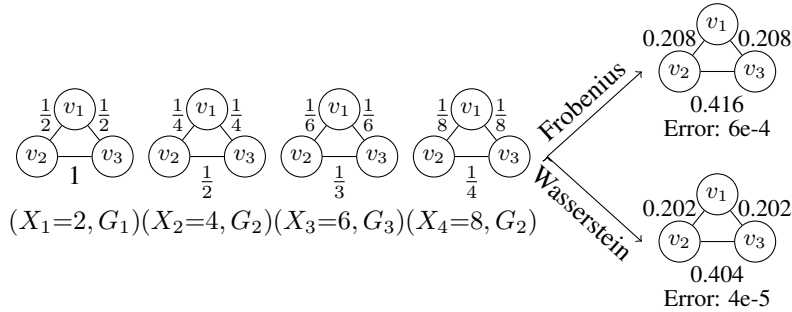 v₁
½ ½
v₂ v₃
1
(X₁=2, G₁)
v₁
¼ ¼
v₂ v₃
½
(X₂=4, G₂)
v₁
1/6 1/6
v₂ v₃
1/3
(X₃=6, G₃)
v₁
1/8 1/8
v₂ v₃
1/4
(X₄=8, G₂)
Frobenius
v₁
0.208 0.208
v₂ v₃
0.416
Error: 6e-4
Wasserstein
v₁
0.202 0.202
v₂ v₃
0.404
Error: 4e-5